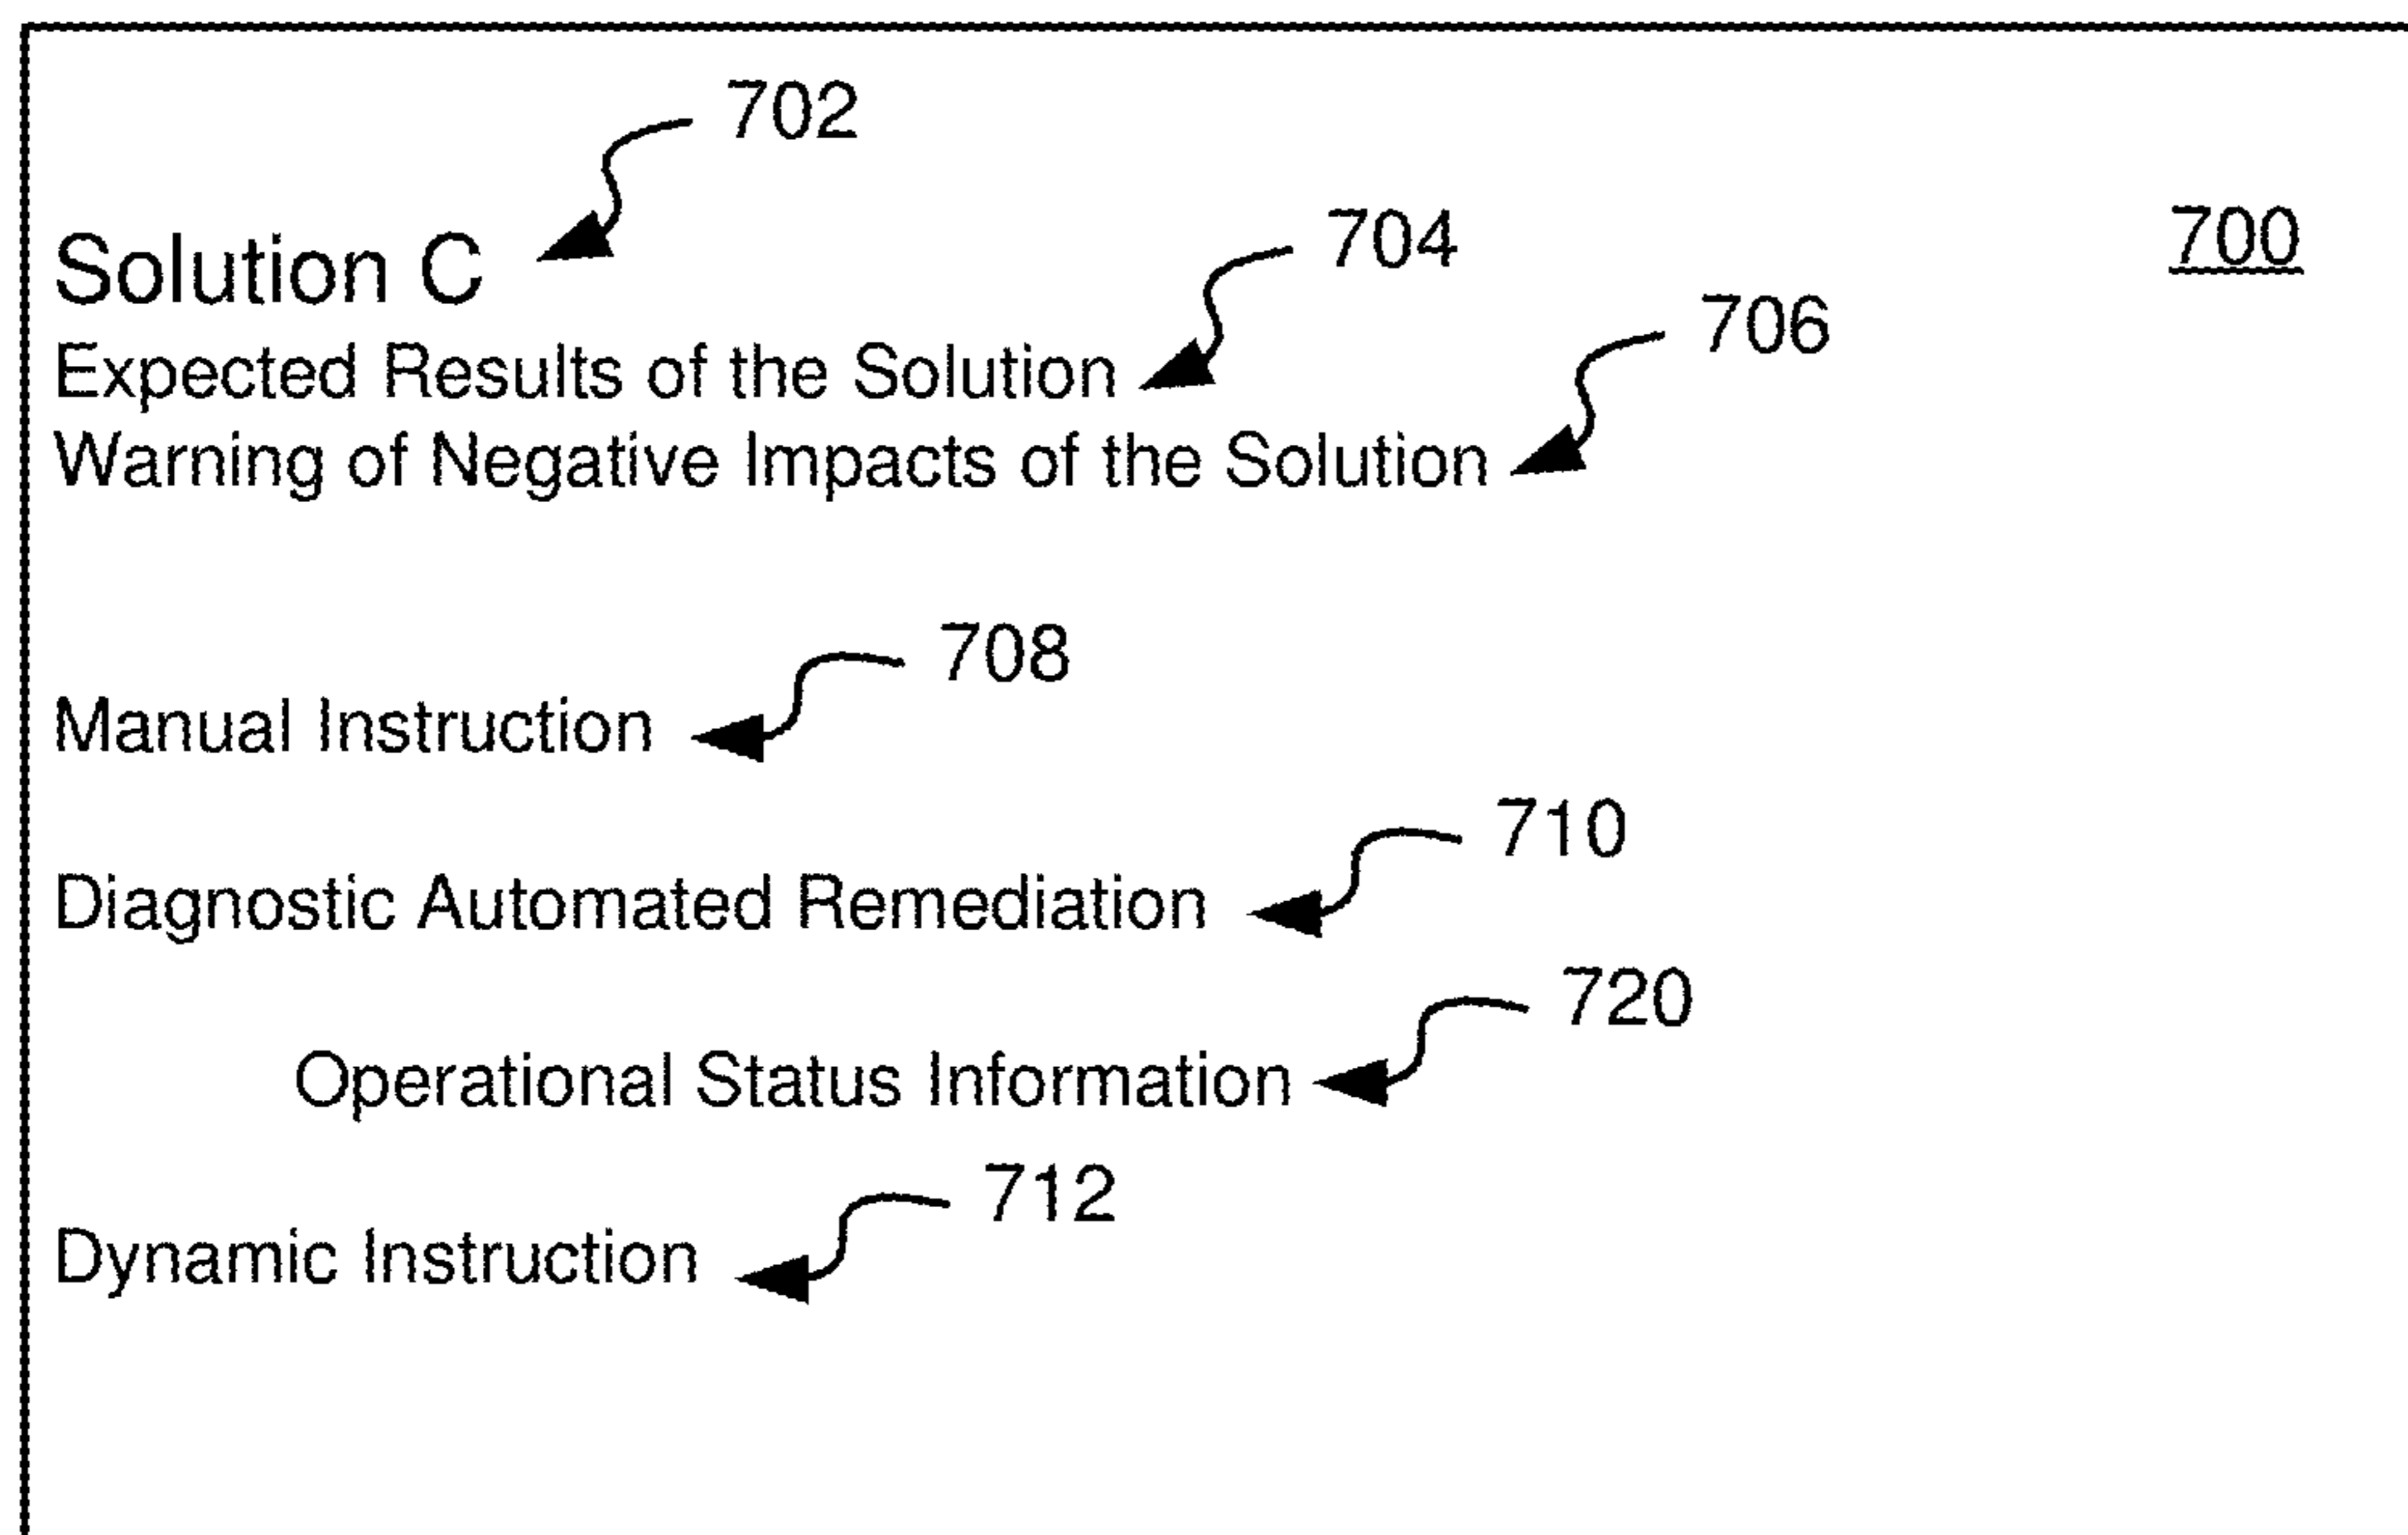 702
Solution C
704
700
Expected Results of the Solution
706
Warning of Negative Impacts of the Solution
708
Manual Instruction
710
Diagnostic Automated Remediation
720
Operational Status Information
712
Dynamic Instruction